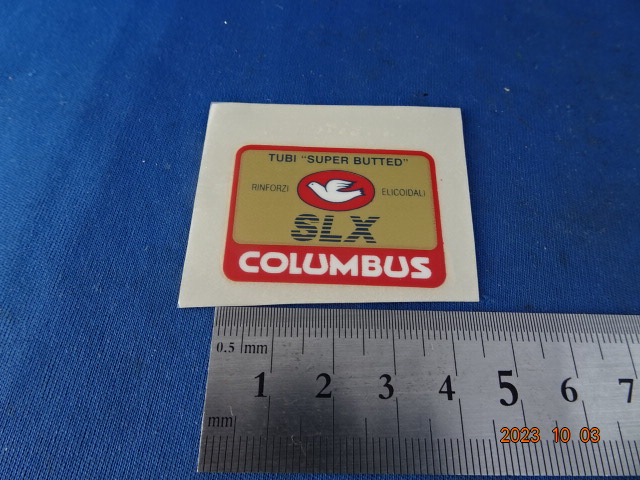 TUBI "SUPER BUTTED"
RINFORZI ELICOIDALI
SLX
COLUMBUS
0.5 mm
1 2 3 4 5 6 7
mm
2023 10 03